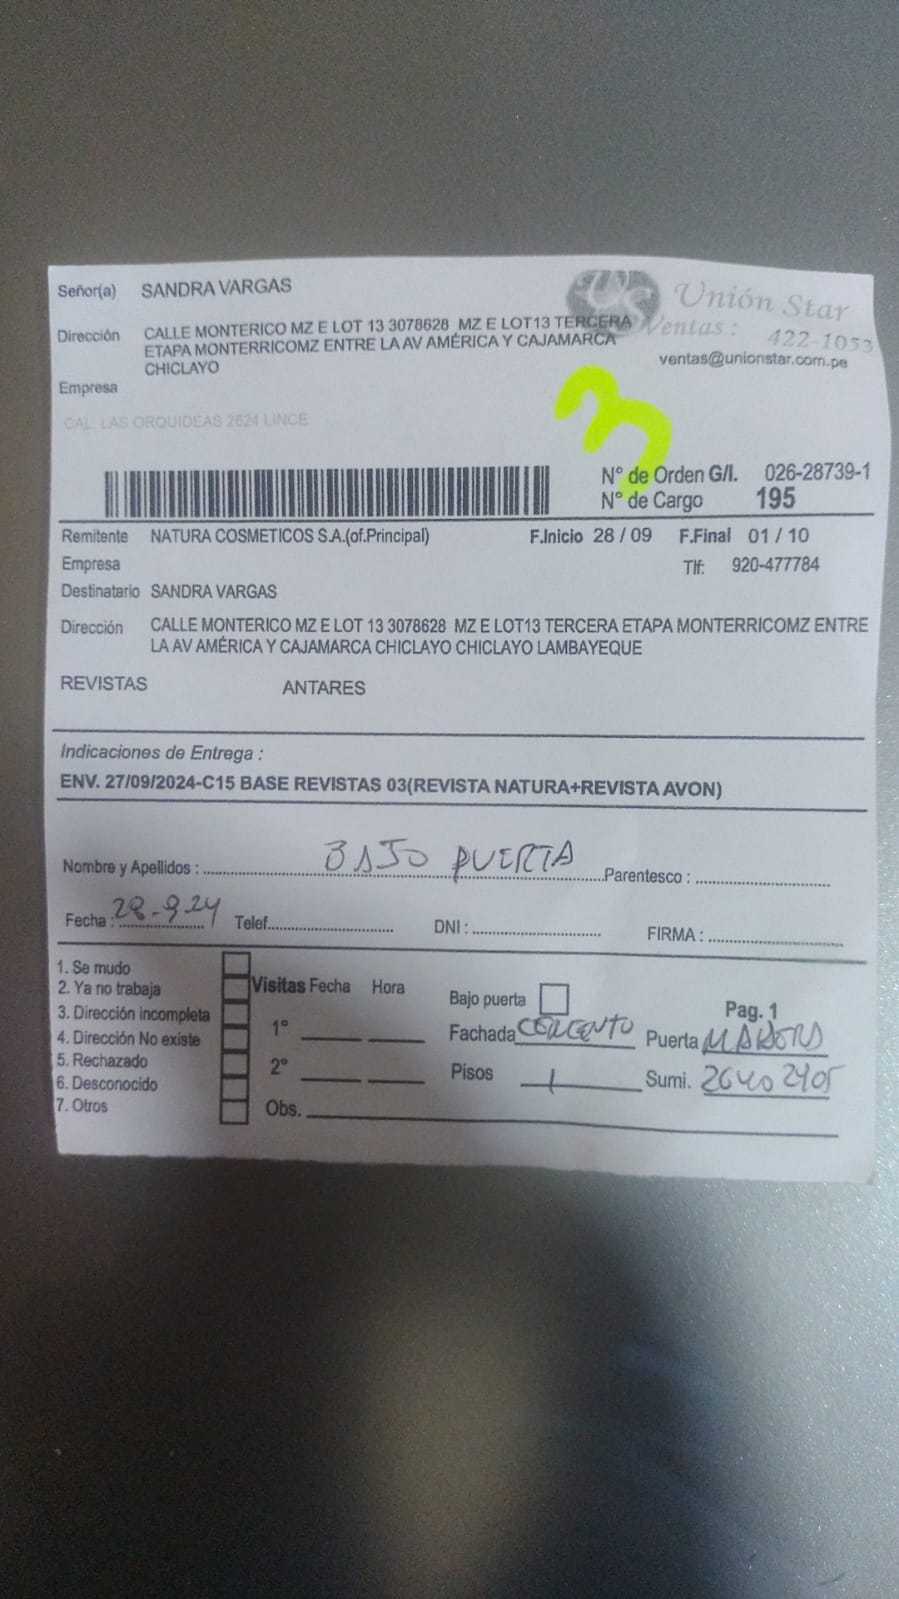 Señor(a) SANDRA VARGAS
Unión Star
Ventas : 422-1053
ventas@unionstar.com.pe
Dirección CALLE MONTERICO MZ E LOT 13 3078628 MZ E LOT13 TERCERA
ETAPA MONTERRICOMZ ENTRE LA AV AMÉRICA Y CAJAMARCA
CHICLAYO
Empresa
CAL. LAS ORQUIDEAS 2624 LINCE
3
N° de Orden G/I. 026-28739-1
N° de Cargo 195
Remitente NATURA COSMETICOS S.A.(of.Principal) F.Inicio 28 / 09 F.Final 01 / 10
Empresa Tlf: 920-477784
Destinatario SANDRA VARGAS
Dirección CALLE MONTERICO MZ E LOT 13 3078628 MZ E LOT13 TERCERA ETAPA MONTERRICOMZ ENTRE
LA AV AMÉRICA Y CAJAMARCA CHICLAYO CHICLAYO LAMBAYEQUE
REVISTAS ANTARES
Indicaciones de Entrega :
ENV. 27/09/2024-C15 BASE REVISTAS 03(REVISTA NATURA+REVISTA AVON)
Nombre y Apellidos : BAJO PUERTA Parentesco :
Fecha : 28-9-24 Telef. DNI : FIRMA :
1. Se mudo
2. Ya no trabaja
3. Dirección incompleta
4. Dirección No existe
5. Rechazado
6. Desconocido
7. Otros
Visitas Fecha Hora
1°
2°
Obs.
Bajo puerta Pag. 1
Fachada Puerta
Pisos 1 Sumi. 26402905